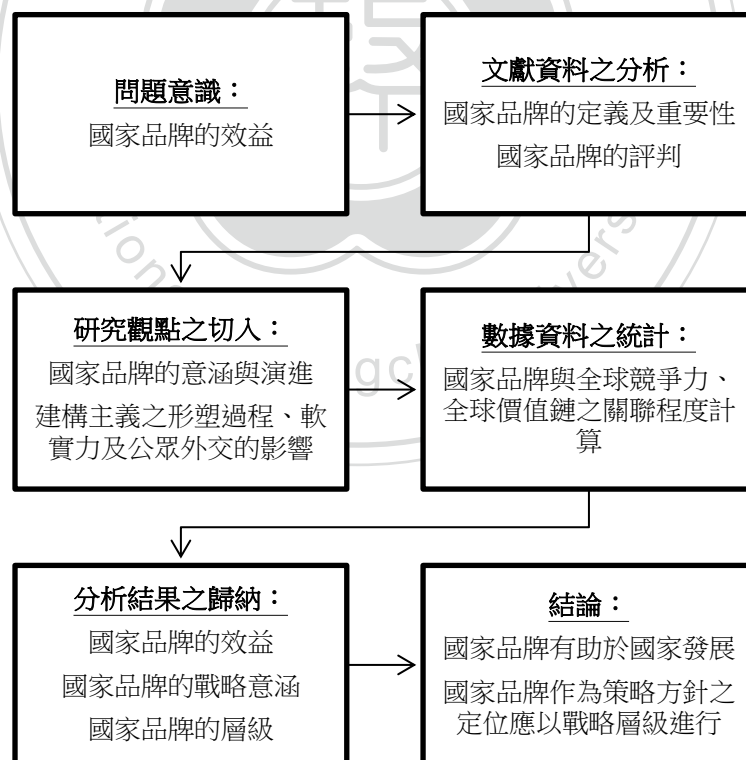 問題意識：
國家品牌的效益
文獻資料之分析：
國家品牌的定義及重要性
國家品牌的評判
研究觀點之切入：
國家品牌的意涵與演進
建構主義之形塑過程、軟
實力及公眾外交的影響
數據資料之統計：
國家品牌與全球競爭力、
全球價值鏈之關聯程度計
算
分析結果之歸納：
國家品牌的效益
國家品牌的戰略意涵
國家品牌的層級
結論：
國家品牌有助於國家發展
國家品牌作為策略方針之
定位應以戰略層級進行